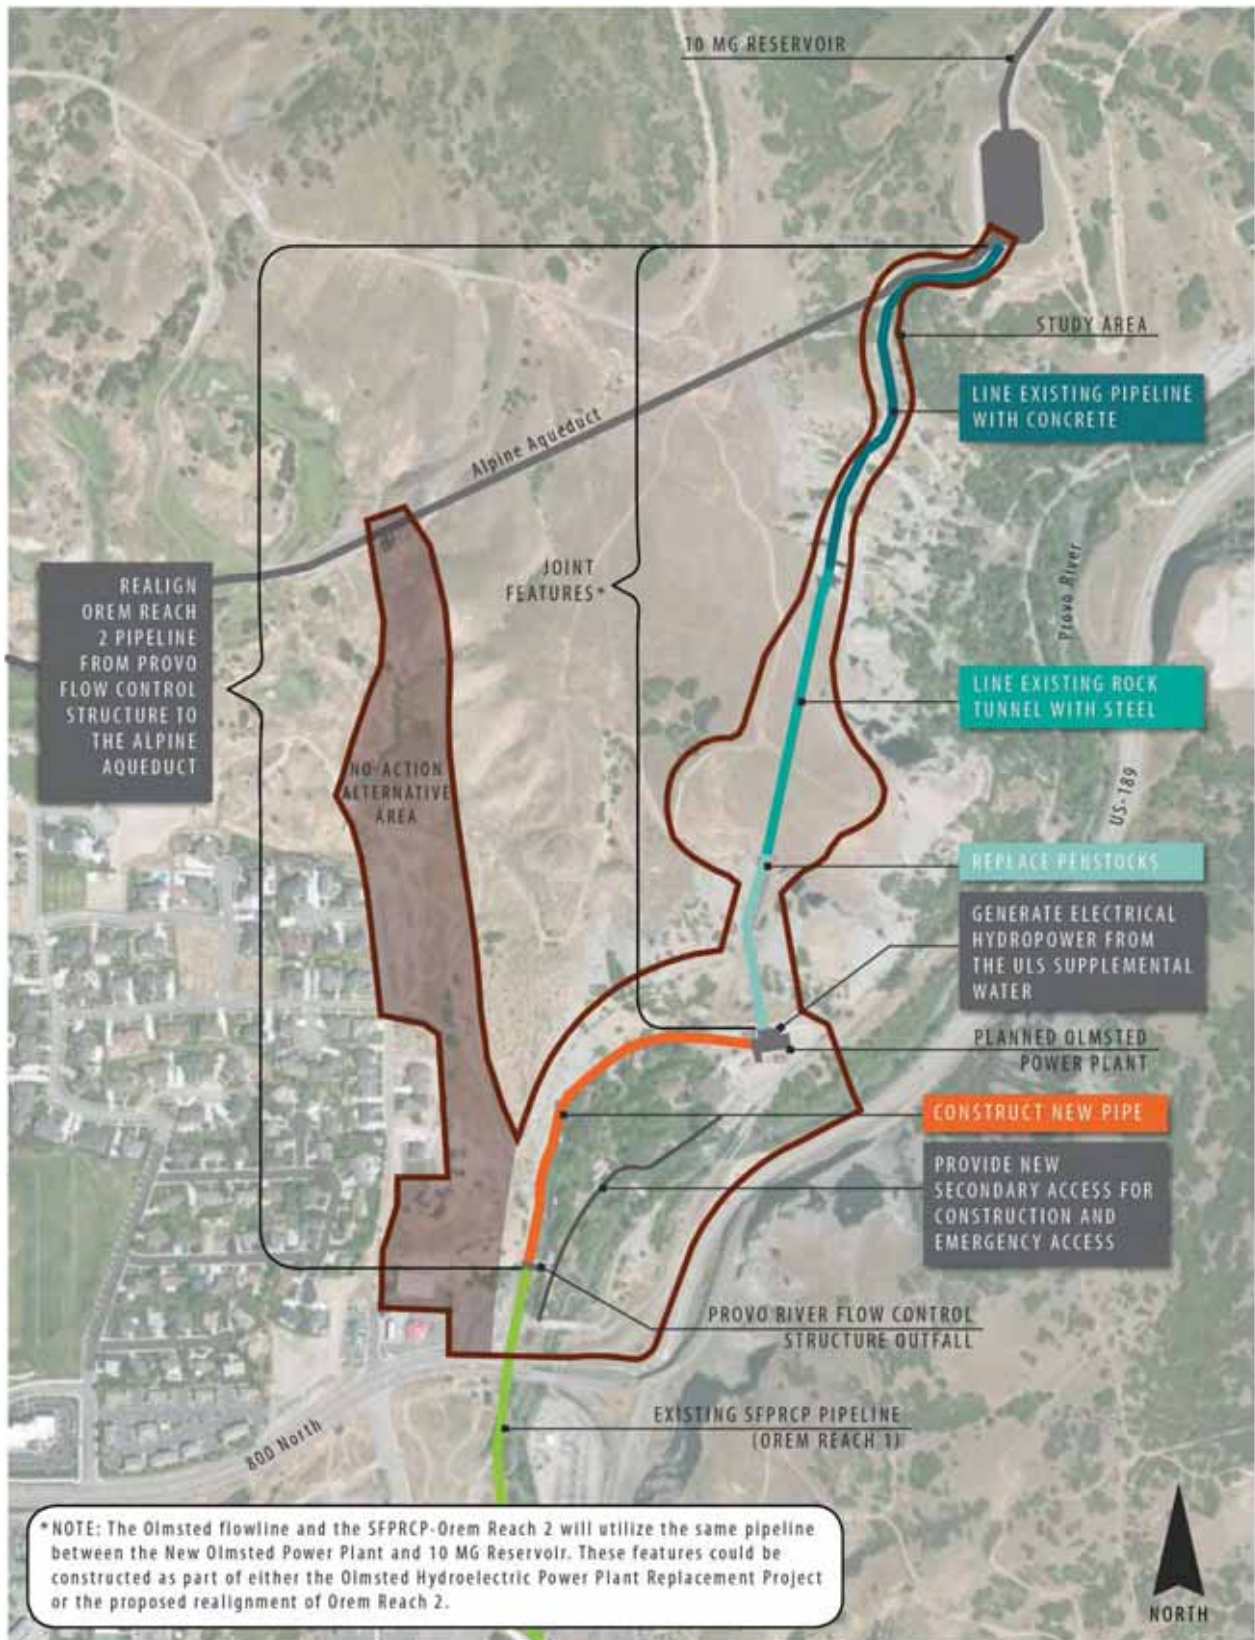 10 MG RESERVOIR
STUDY AREA
LINE EXISTING PIPELINE
WITH CONCRETE
Alpine Aqueduct
JOINT
FEATURES*
Provo River
REALIGN
OREM REACH
2 PIPELINE
FROM PROVO
FLOW CONTROL
STRUCTURE TO
THE ALPINE
AQUEDUCT
LINE EXISTING ROCK
TUNNEL WITH STEEL
NO-ACTION
ALTERNATIVE
AREA
US-189
REPLACE PENSTOCKS
GENERATE ELECTRICAL
HYDROPOWER FROM
THE ULS SUPPLEMENTAL
WATER
PLANNED OLMSTED
POWER PLANT
CONSTRUCT NEW PIPE
PROVIDE NEW
SECONDARY ACCESS FOR
CONSTRUCTION AND
EMERGENCY ACCESS
PROVO RIVER FLOW CONTROL
STRUCTURE OUTFALL
EXISTING SFPRCP PIPELINE
(OREM REACH 1)
800 North
*NOTE: The Olmsted flowline and the SFPRCP-Orem Reach 2 will utilize the same pipeline
between the New Olmsted Power Plant and 10 MG Reservoir. These features could be
constructed as part of either the Olmsted Hydroelectric Power Plant Replacement Project
or the proposed realignment of Orem Reach 2.
NORTH